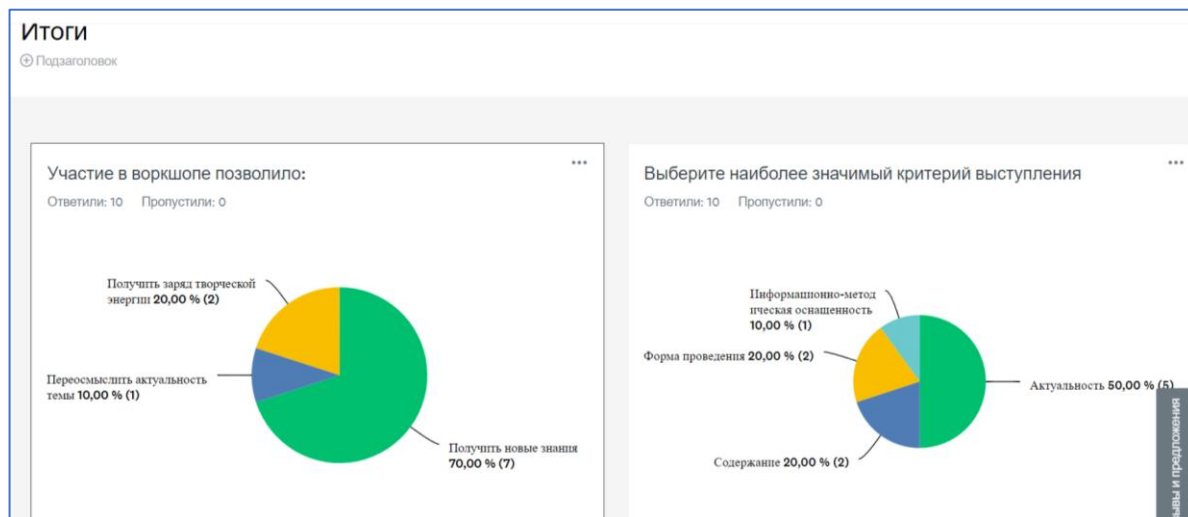 Итоги
Подзаголовок
Участие в воркшопе позволило:
Ответили: 10 Пропустили: 0
Получить заряд творческой
энергии 20,00 % (2)
Переосмыслить актуальность
темы 10,00 % (1)
Получить новые знания
70,00 % (7)
Выберите наиболее значимый критерий выступления
Ответили: 10 Пропустили: 0
Информационно-метод
ическая оснащенность
10,00 % (1)
Форма проведения 20,00 % (2)
Актуальность 50,00 % (5)
Содержание 20,00 % (2)
и предложения